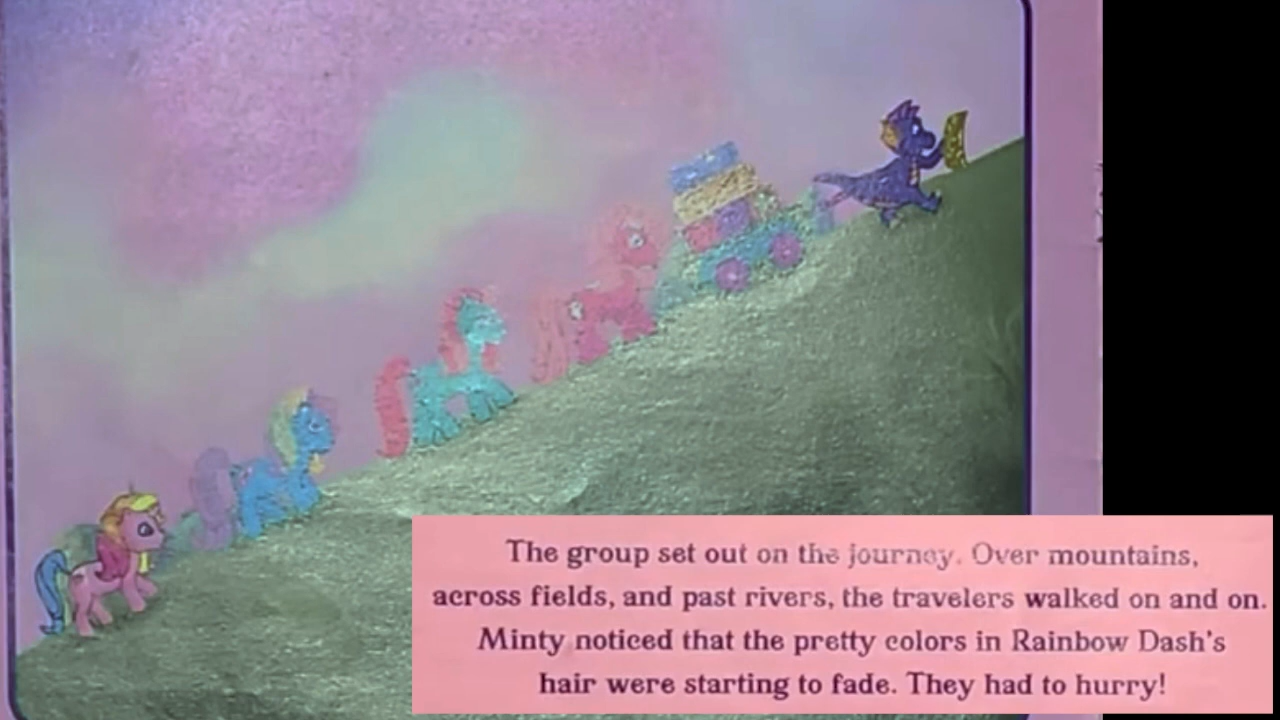 The group set out on the journey. Over mountains,
across fields, and past rivers, the travelers walked on and on.
Minty noticed that the pretty colors in Rainbow Dash's
hair were starting to fade. They had to hurry!